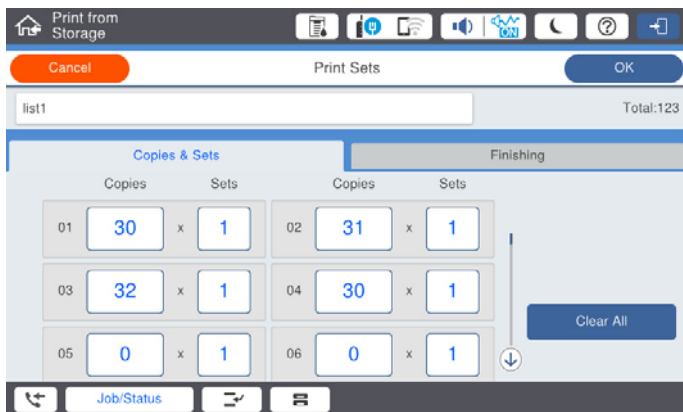 Print from
Storage
ON
Cancel
Print Sets
OK
list1
Total:123
Copies & Sets
Finishing
Copies Sets Copies Sets
01 30 x 1 02 31 x 1
03 32 x 1 04 30 x 1
Clear All
05 0 x 1 06 0 x 1
Job/Status